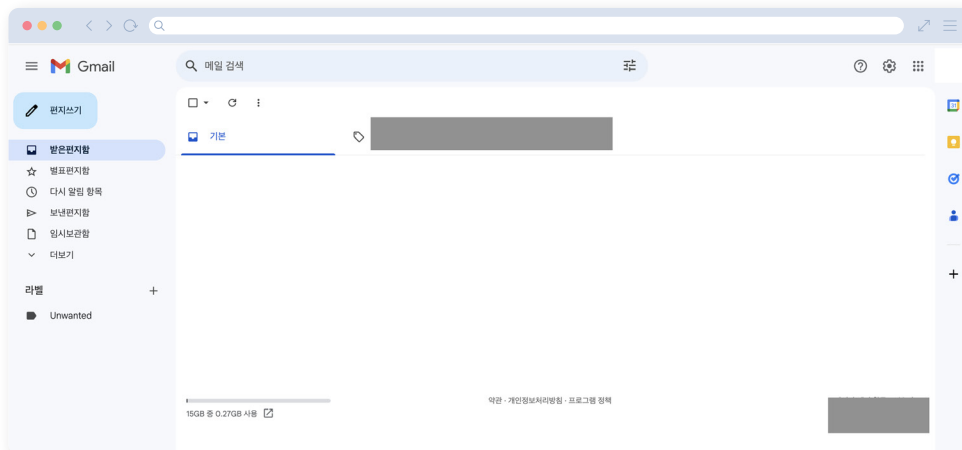 Gmail
메일 검색
편지쓰기
받은편지함
별표편지함
다시 알림 항목
보낸편지함
임시보관함
더보기
라벨
Unwanted
기본
15GB 중 0.27GB 사용
약관 · 개인정보처리방침 · 프로그램 정책
31